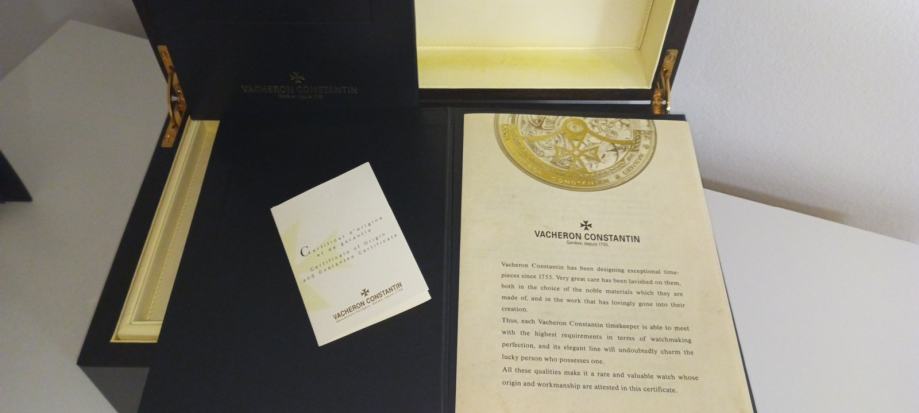 VACHERON CONSTANTIN
Certificat d'origine
et de garantie
Certificate of Origin
and Guarantee Certificate
VACHERON CONSTANTIN
VACHERON CONSTANTIN
Genève, depuis 1755.
Vacheron Constantin has been designing exceptional time-
pieces since 1755. Very great care has been lavished on them,
both in the choice of the noble materials which they are
made of, and in the work that has lovingly gone into their
creation.
Thus, each Vacheron Constantin timekeeper is able to meet
with the highest requirements in terms of watchmaking
perfection, and its elegant line will undoubtedly charm the
lucky person who possesses one.
All these qualities make it a rare and valuable watch whose
origin and workmanship are attested in this certificate.